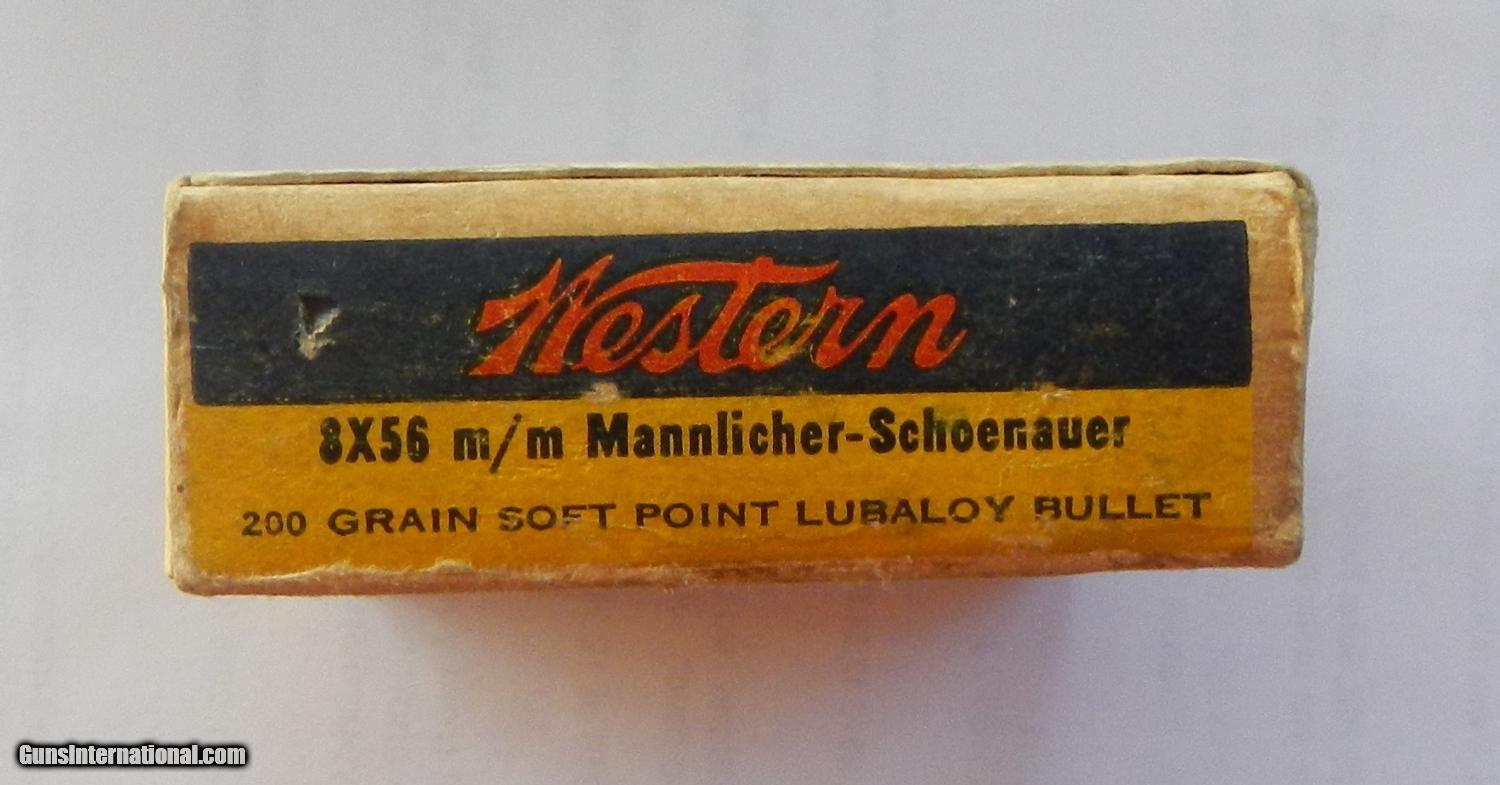 Western
8X56 m/m Mannlicher-Schoenauer
200 GRAIN SOFT POINT LUBALOY BULLET
GunsInternational.com